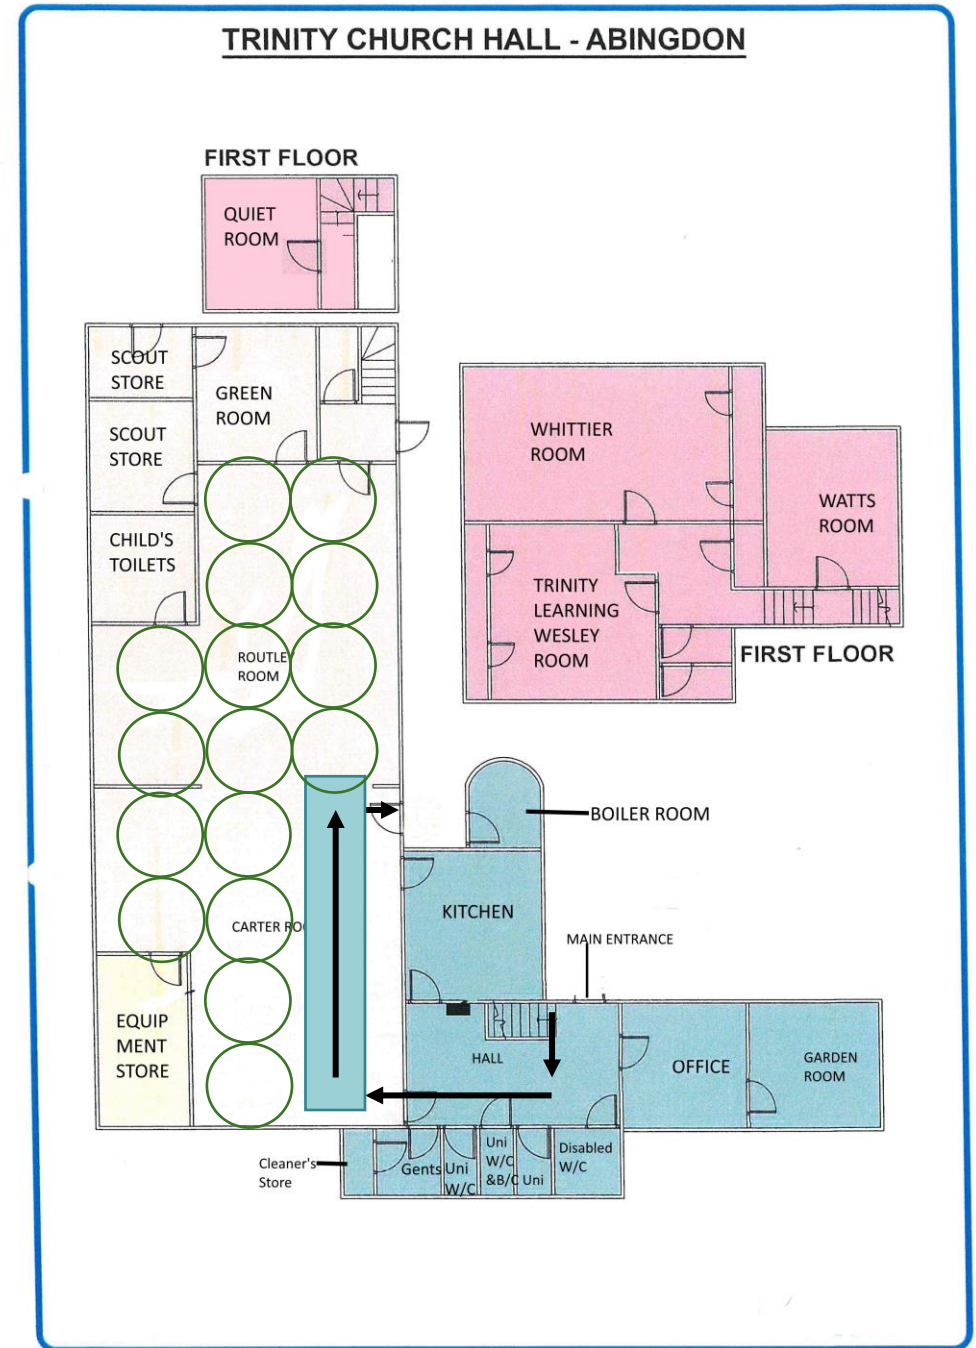 TRINITY CHURCH HALL - ABINGDON
FIRST FLOOR
QUIET
ROOM
SCOUT
STORE
GREEN
ROOM
SCOUT
STORE
CHILD'S
TOILETS
WHITTIER
ROOM
WATTS
ROOM
TRINITY
LEARNING
WESLEY
ROOM
FIRST FLOOR
ROUTLE
ROOM
BOILER ROOM
KITCHEN
CARTER ROO
MAIN ENTRANCE
EQUIP
MENT
STORE
HALL
OFFICE
GARDEN
ROOM
Cleaner's
Store
Gents
Uni
W/C
Uni
W/C
&B/C
Uni
Disabled
W/C